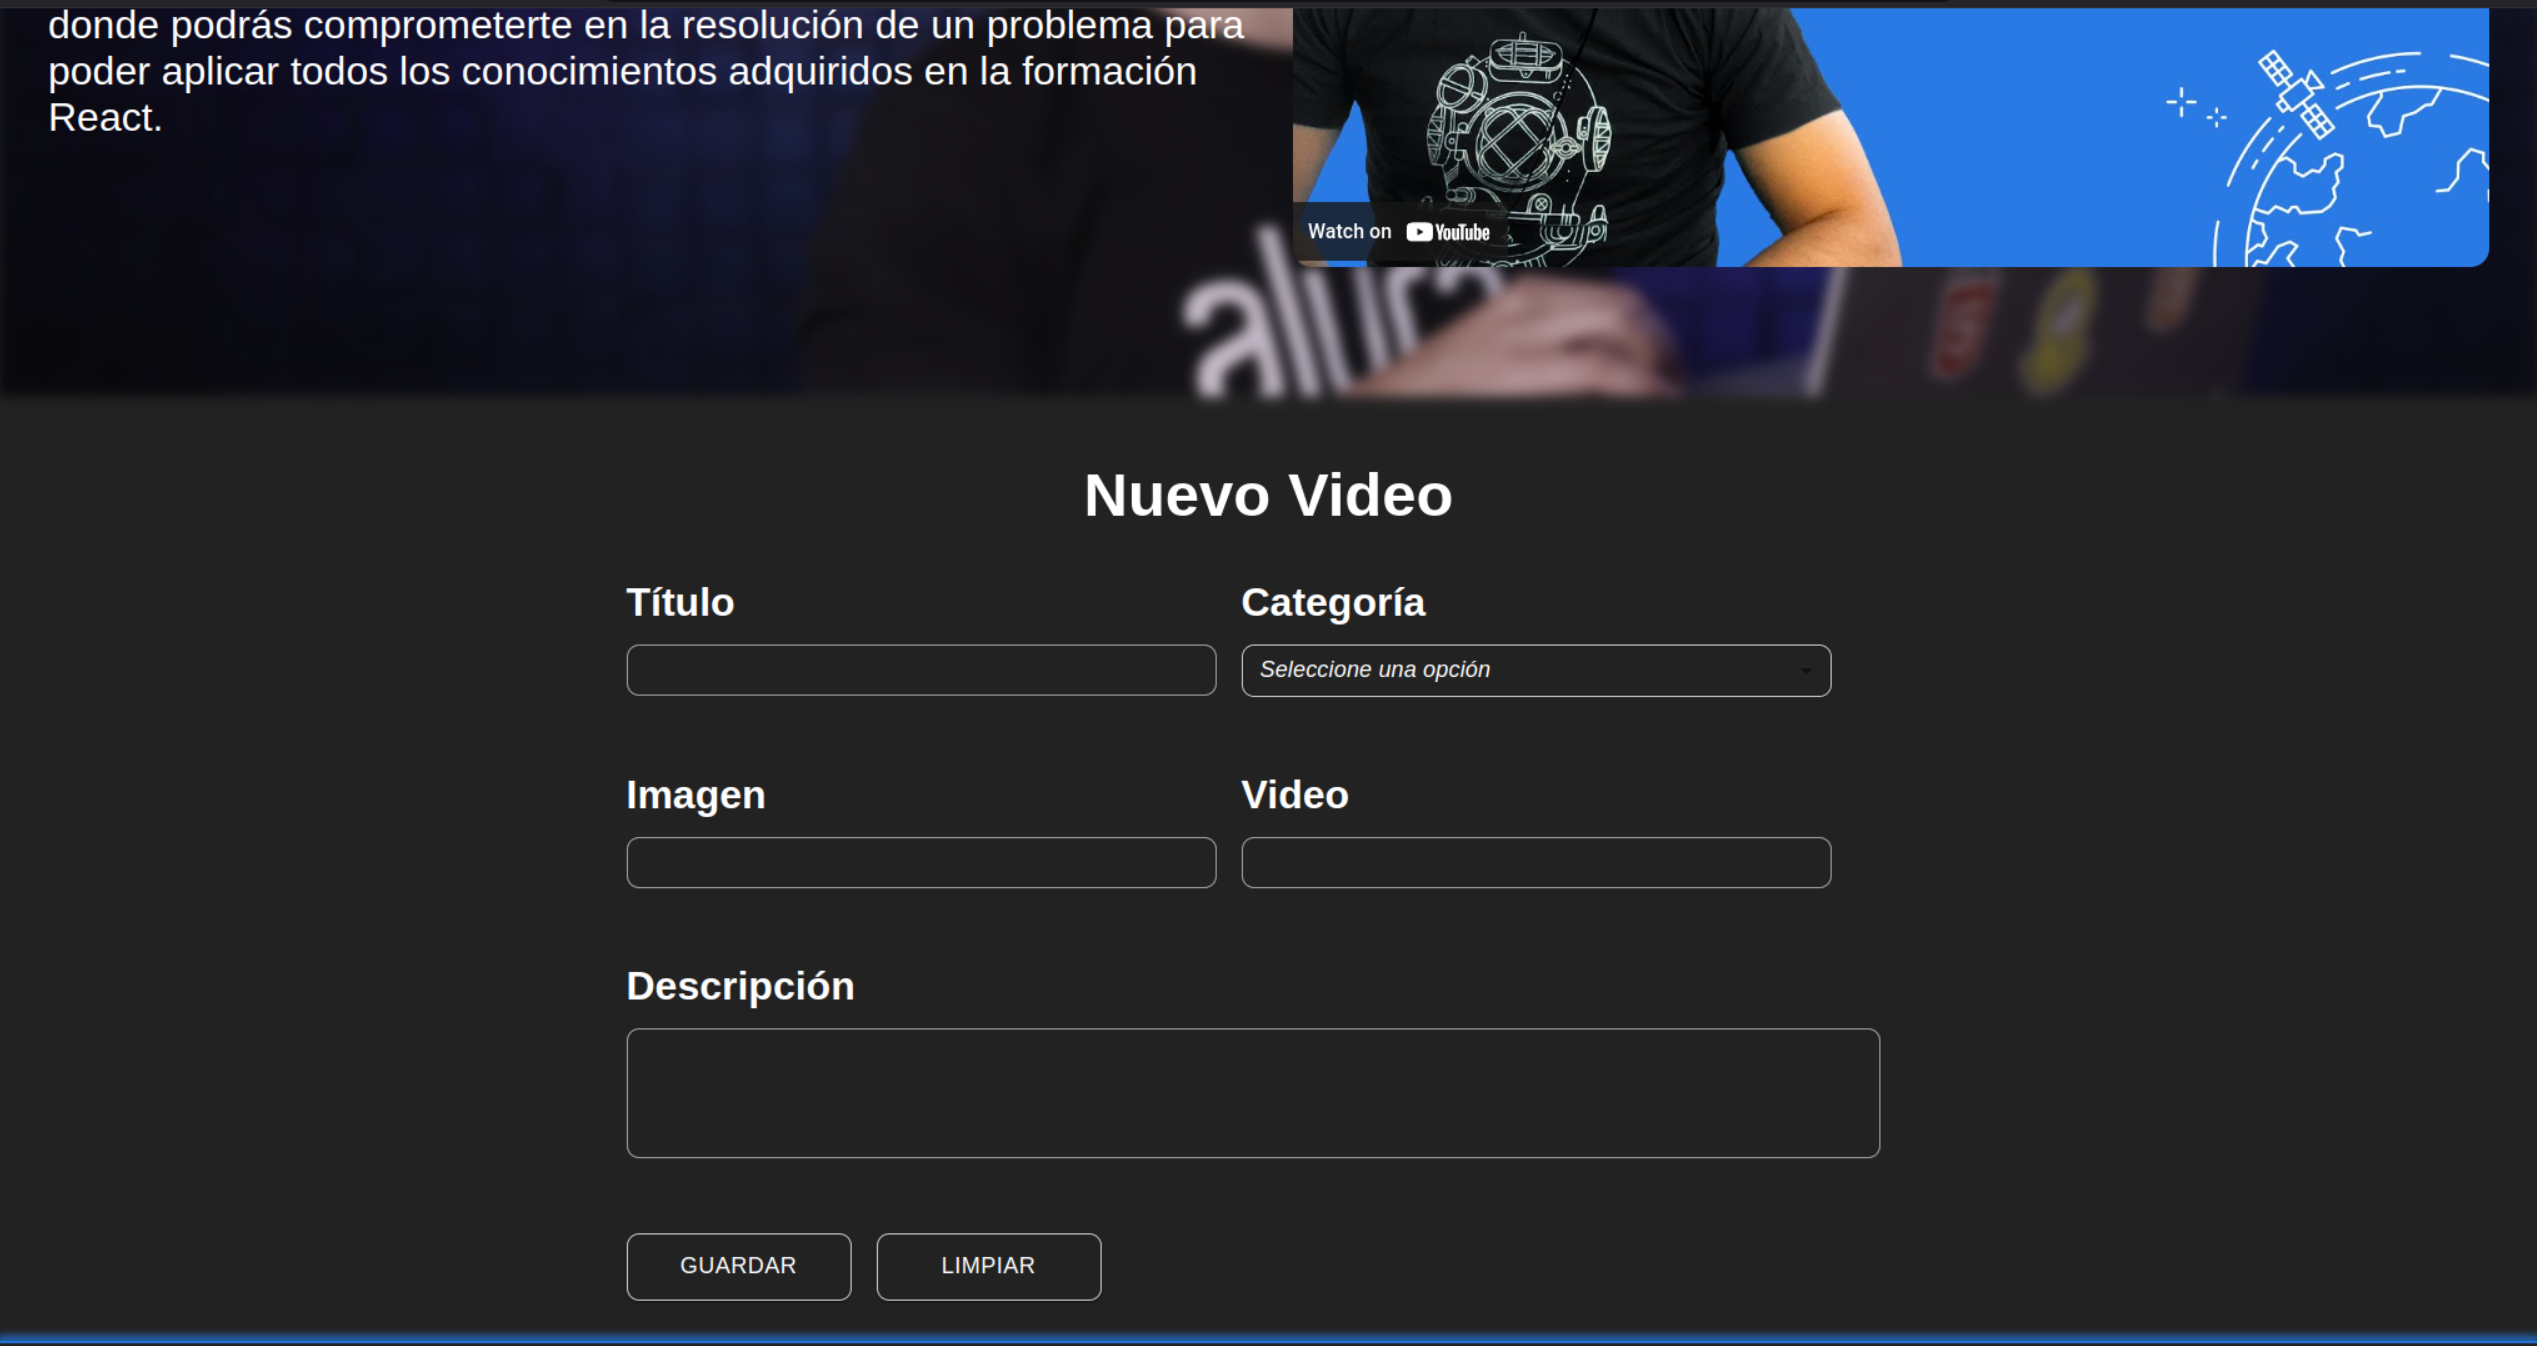 donde podrás comprometerte en la resolución de un problema para
poder aplicar todos los conocimientos adquiridos en la formación
React.
Watch on YouTube
alura
Nuevo Video
Título
Categoría
Seleccione una opción
Imagen
Video
Descripción
GUARDAR
LIMPIAR